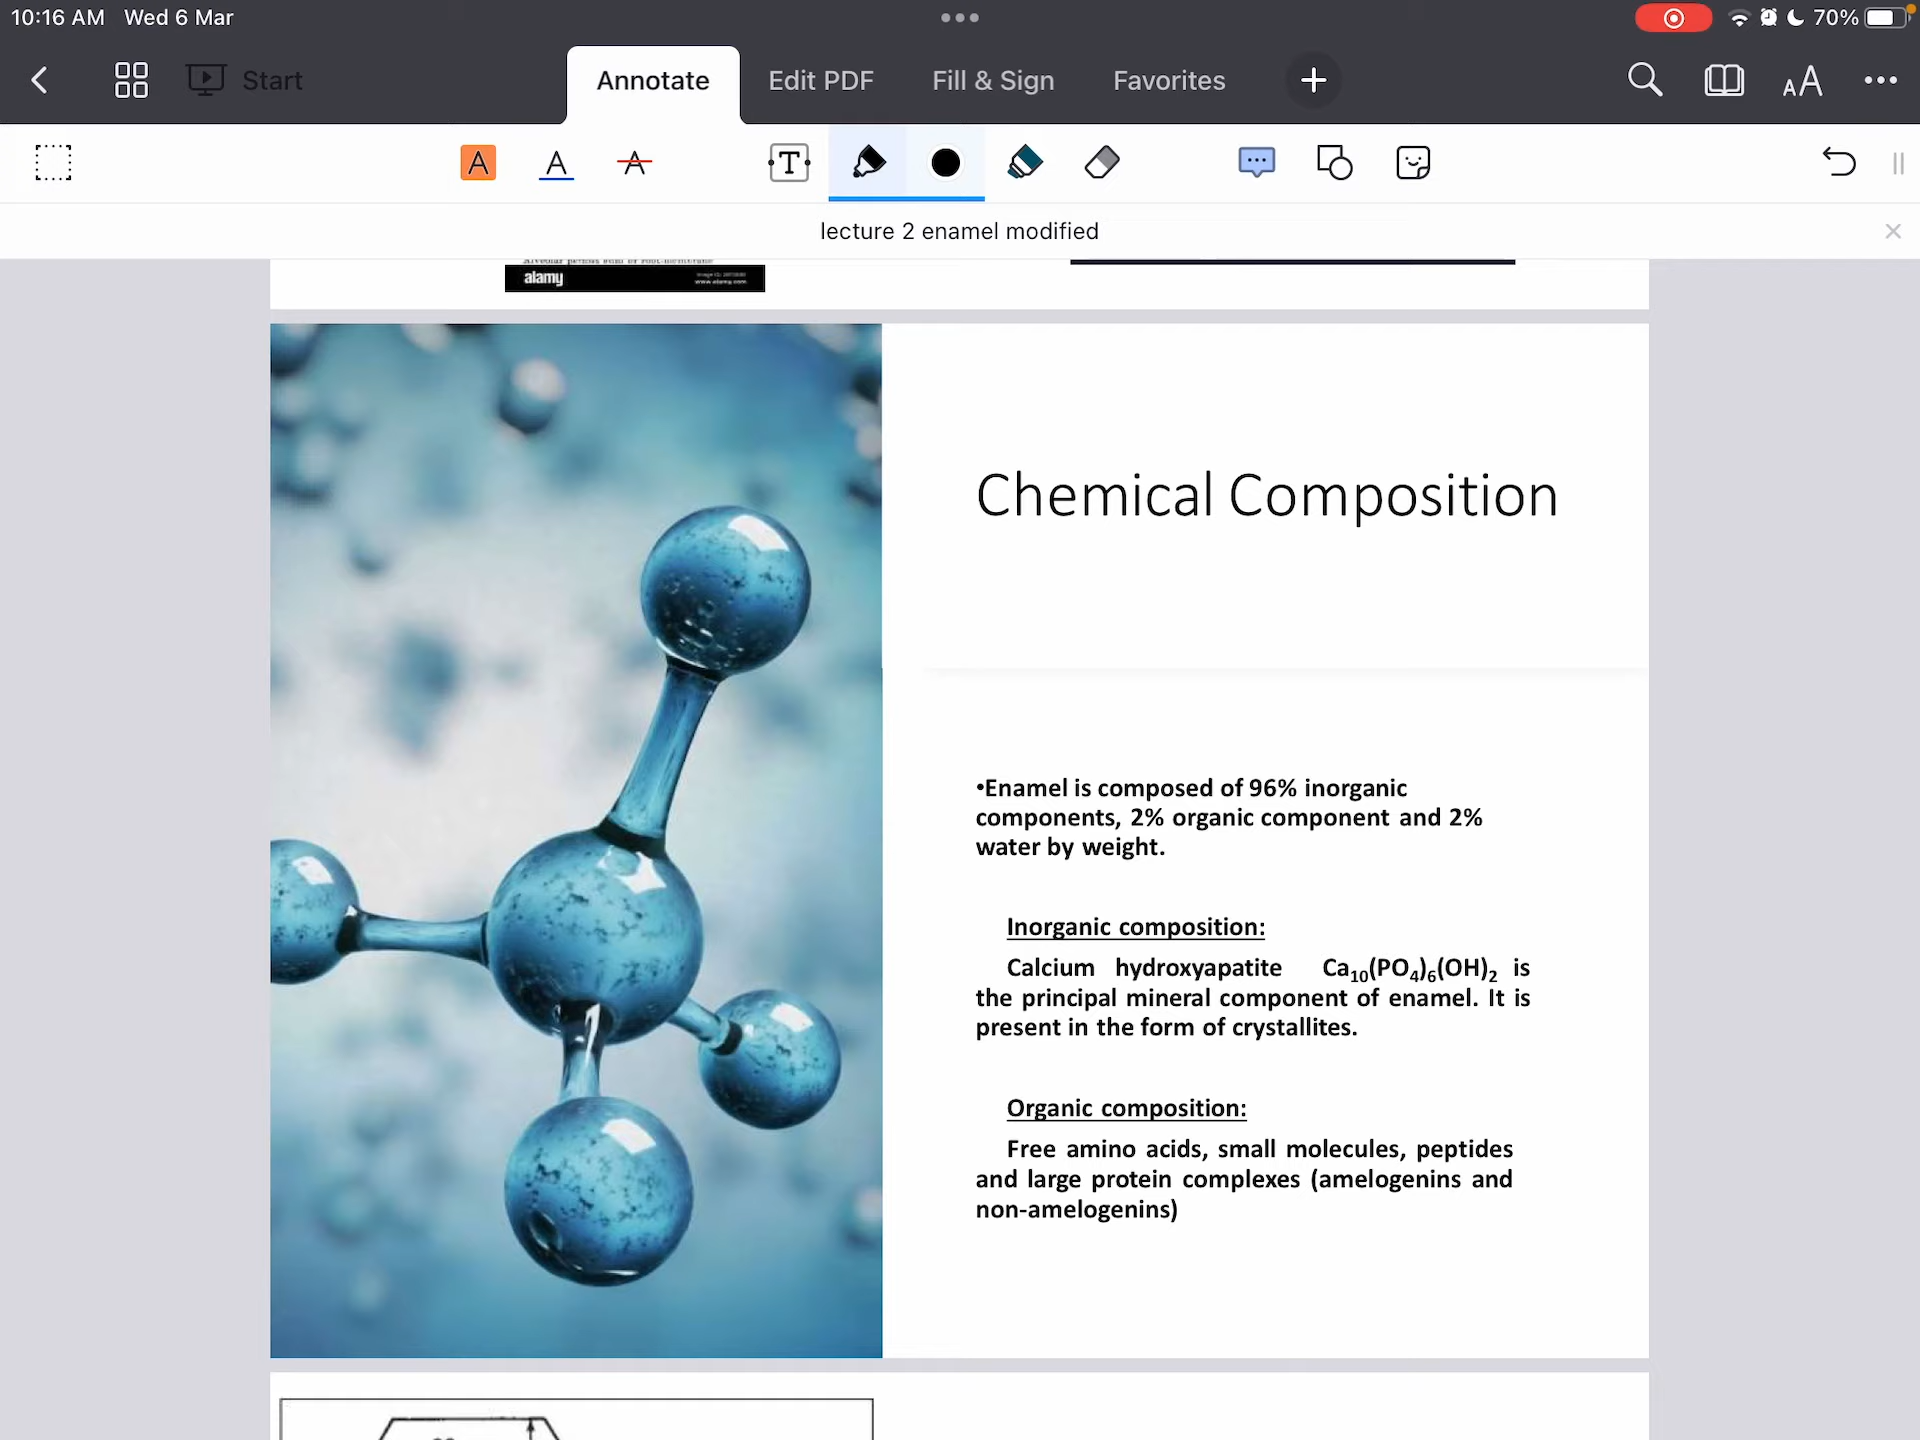 10:16 AM Wed 6 Mar
70%
Start
Annotate
Edit PDF
Fill & Sign
Favorites
AA
A
A
A
T
lecture 2 enamel modified
alamy
www.alamy.com
Chemical Composition
•Enamel is composed of 96% inorganic
components, 2% organic component and 2%
water by weight.
Inorganic composition:
Calcium hydroxyapatite Ca₁₀(PO₄)₆(OH)₂ is
the principal mineral component of enamel. It is
present in the form of crystallites.
Organic composition:
Free amino acids, small molecules, peptides
and large protein complexes (amelogenins and
non-amelogenins)